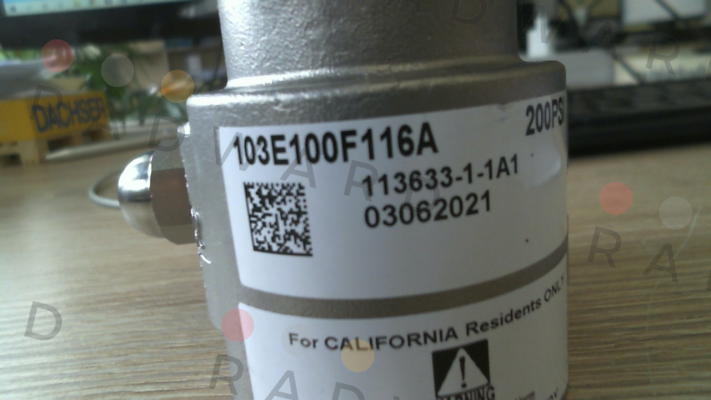 DACHSER
103E100F116A
200PSI
113633-1-1A1
03062021
For CALIFORNIA Residents ONLY
WARNING